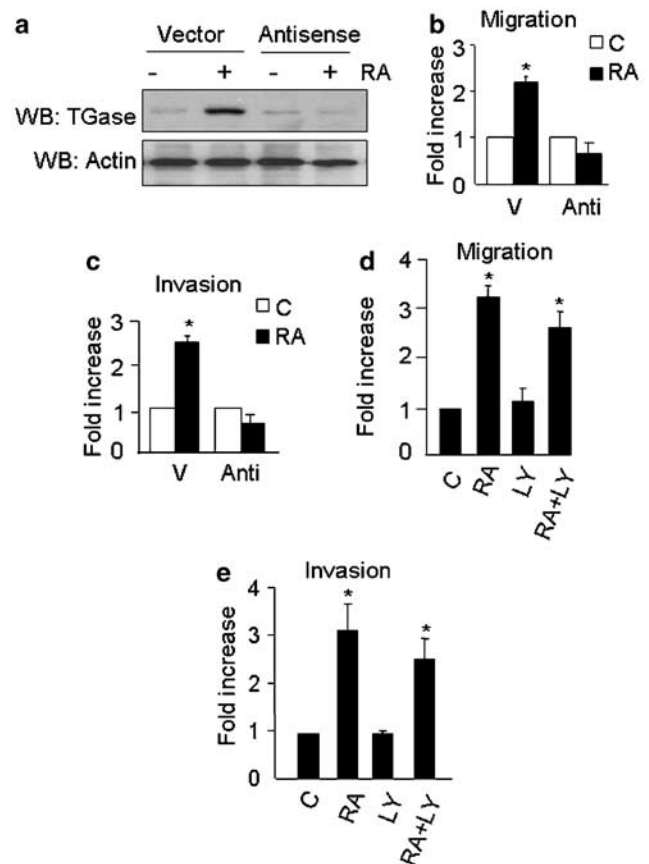 a
Vector Antisense
- + - + RA
WB: TGase
WB: Actin
b
Migration
C
RA
Fold increase
3
2
1
0
*
V Anti
c
Invasion
C
RA
Fold increase
3
2
1
0
*
V Anti
d
Migration
Fold increase
4
3
2
1
0
* *
C RA LY RA+LY
e
Invasion
Fold increase
4
3
2
1
0
* *
C RA LY RA+LY